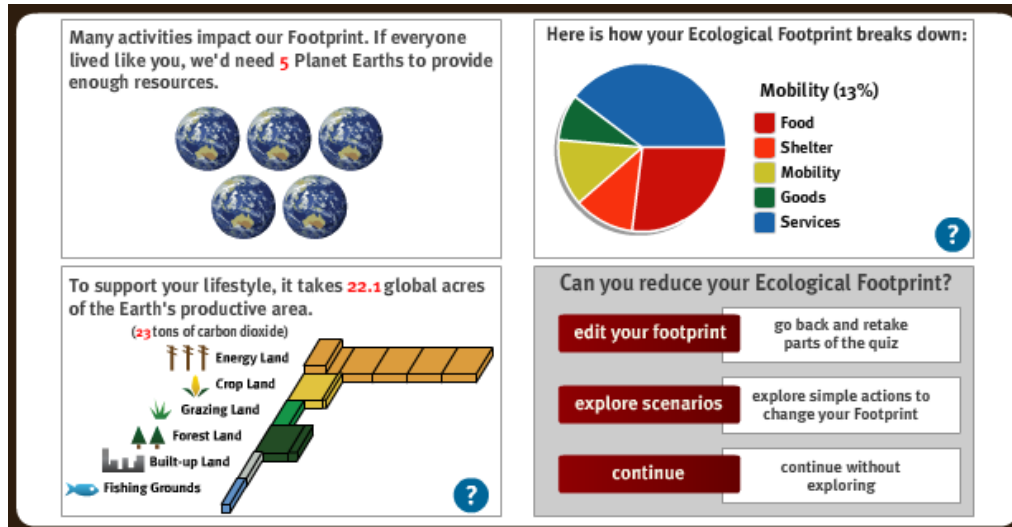 Many activities impact our Footprint. If everyone
lived like you, we'd need 5 Planet Earths to provide
enough resources.
Here is how your Ecological Footprint breaks down:
Mobility (13%)
Food
Shelter
Mobility
Goods
Services
?
To support your lifestyle, it takes 22.1 global acres
of the Earth's productive area.
(23 tons of carbon dioxide)
Energy Land
Crop Land
Grazing Land
Forest Land
Built-up Land
Fishing Grounds
?
Can you reduce your Ecological Footprint?
edit your footprint
go back and retake
parts of the quiz
explore scenarios
explore simple actions to
change your Footprint
continue
continue without
exploring